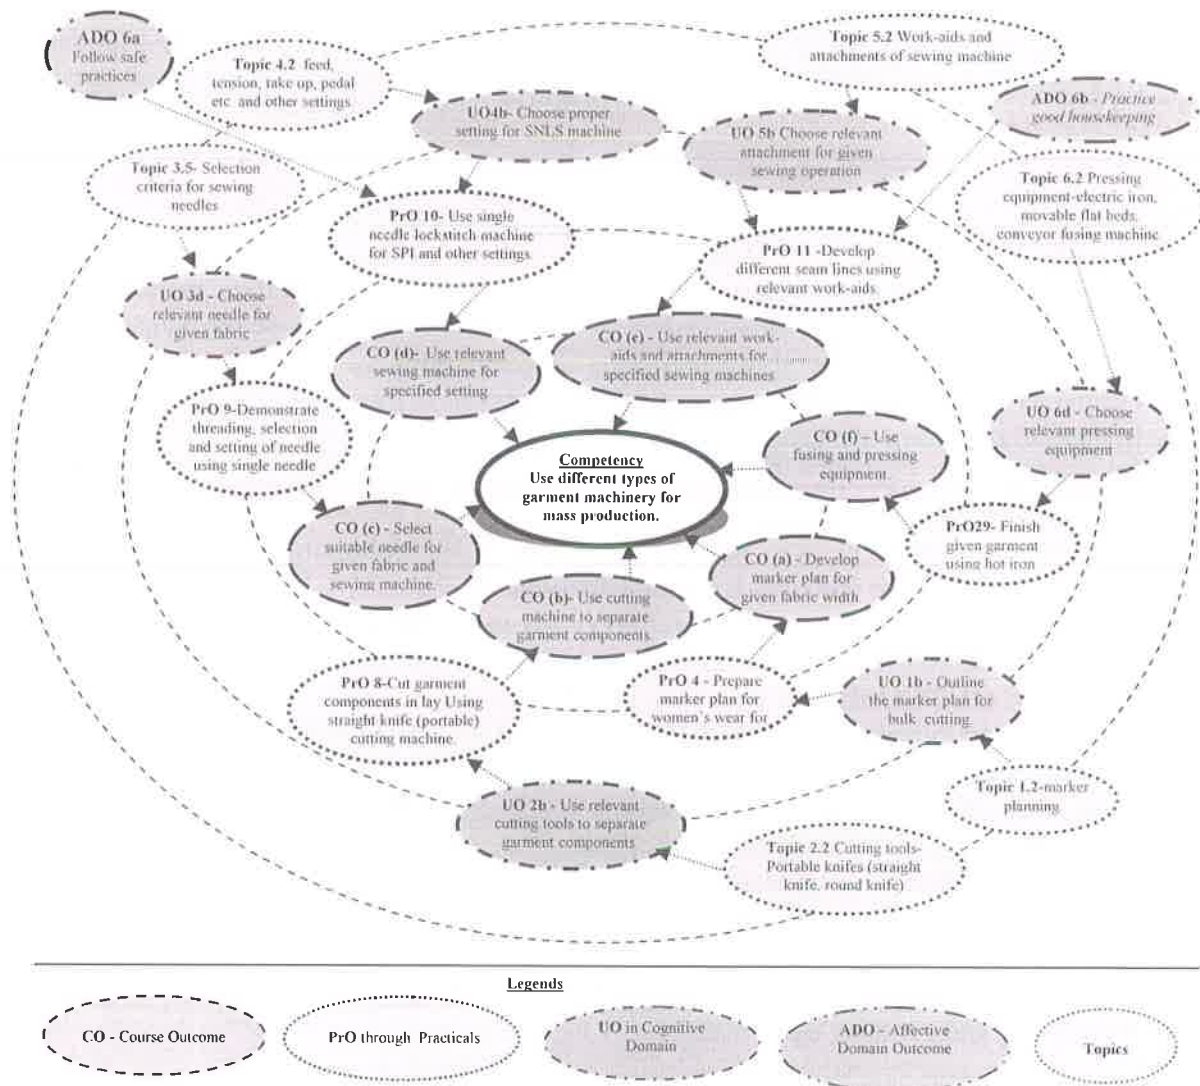 ADO 6a
Follow safe
practices
Topic 4.2 feed,
tension, take up, pedal
etc and other settings
Topic 5.2 Work-aids and
attachments of sewing machine
UO4b- Choose proper
setting for SNLS machine
UO 5b Choose relevant
attachment for given
sewing operation
ADO 6b - Practice
good housekeeping
Topic 3.5- Selection
criteria for sewing
needles
Topic 6.2 Pressing
equipment-electric iron,
movable flat beds,
conveyor fusing machine
PrO 10- Use single
needle lockstitch machine
for SPI and other settings.
PrO 11 -Develop
different seam lines using
relevant work-aids.
UO 3d - Choose
relevant needle for
given fabric
CO (d)- Use relevant
sewing machine for
specified setting
CO (e) - Use relevant work-
aids and attachments for
specified sewing machines
PrO 9-Demonstrate
threading, selection
and setting of needle
using single needle
UO 6d - Choose
relevant pressing
equipment
CO (f) - Use
fusing and pressing
equipment.
Competency
Use different types of
garment machinery for
mass production.
CO (c) - Select
suitable needle for
given fabric and
sewing machine.
PrO29- Finish
given garment
using hot iron
CO (a) - Develop
marker plan for
given fabric width
CO (b)- Use cutting
machine to separate
garment components
PrO 8-Cut garment
components in lay Using
straight knife (portable)
cutting machine.
PrO 4 - Prepare
marker plan for
women's wear for
UO 1b - Outline
the marker plan for
bulk cutting.
UO 2b - Use relevant
cutting tools to separate
garment components
Topic 1.2-marker
planning
Topic 2.2 Cutting tools-
Portable knifes (straight
knife, round knife)
Legends
CO - Course Outcome
PrO through Practicals
UO in Cognitive
Domain
ADO - Affective
Domain Outcome
Topics